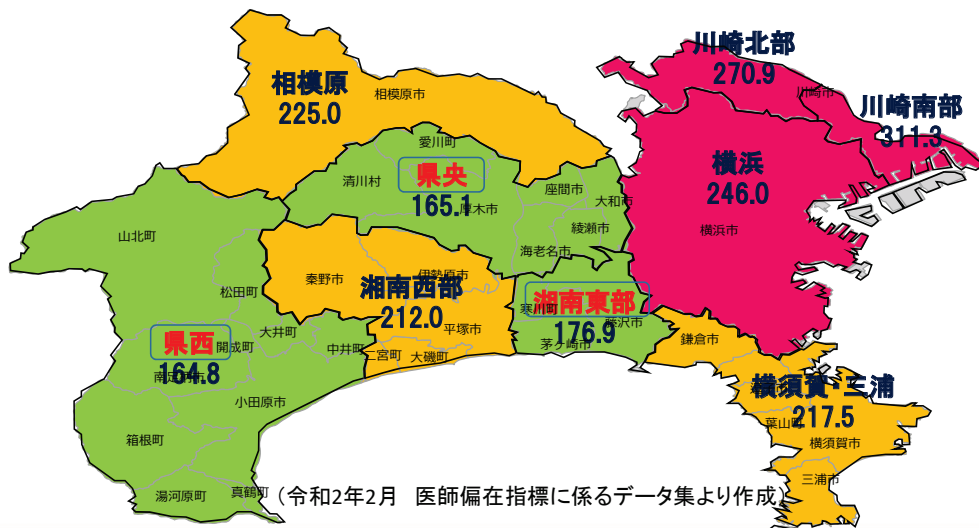 川崎北部
270.9
川崎市
川崎南部
311.3
相模原
225.0
相模原市
愛川町
県央
165.1
清川村
厚木市
座間市
大和市
綾瀬市
海老名市
横浜
246.0
横浜市
山北町
秦野市
伊勢原市
湘南西部
212.0
平塚市
二宮町
大磯町
湘南東部
176.9
寒川町
藤沢市
茅ケ崎市
松田町
大井町
開成町
中井町
県西
164.8
南足柄市
小田原市
箱根町
湯河原町
真鶴町
鎌倉市
横須賀・三浦
217.5
葉山町
横須賀市
三浦市
(令和2年2月 医師偏在指標に係るデータ集より作成)